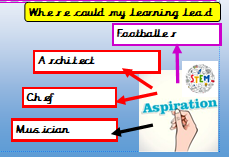 Where could my learning lead
Footballer
Architect
STEM
Chef
Aspiration
Musician